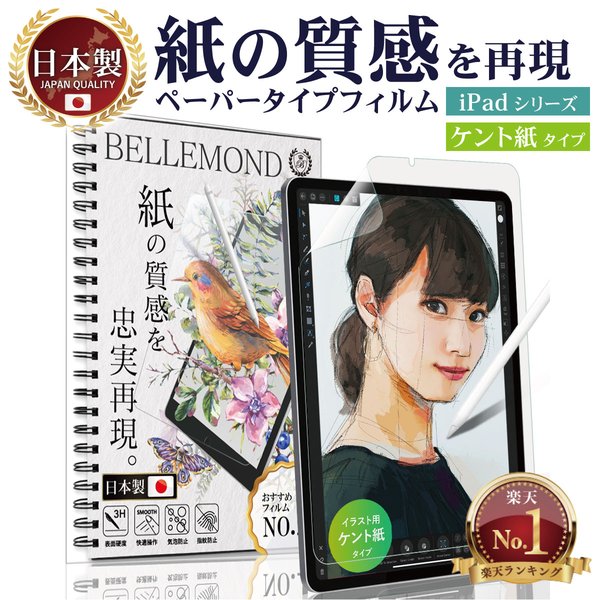 日本製
JAPAN QUALITY
紙の質感を再現
ペーパータイプフィルム
iPad シリーズ
ケント紙 タイプ
BELLEMOND
紙の質感を
忠実再現。
日本製
3H
表面硬度
SMOOTH
快適操作
気泡防止
指紋防止
おすすめ
フィルム
NO.
イラスト用
ケント紙
タイプ
楽天
No.1
楽天ランキング